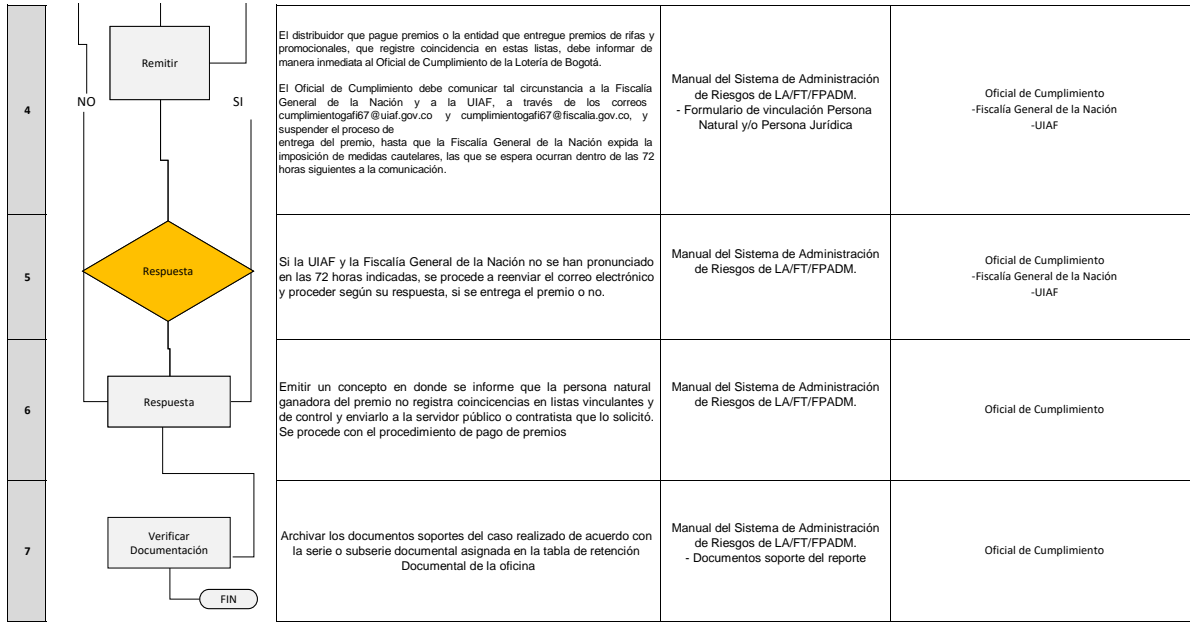 4
Remitir
NO
SI
El distribuidor que pague premios o la entidad que entregue premios de rifas y
promocionales, que registre coincidencia en estas listas, debe informar de
manera inmediata al Oficial de Cumplimiento de la Lotería de Bogotá.
El Oficial de Cumplimiento debe comunicar tal circunstancia a la Fiscalía
General de la Nación y a la UIAF, a través de los correos
cumplimientogafi67@uiaf.gov.co y cumplimientogafi67@fiscalia.gov.co, y
suspender el proceso de
entrega del premio, hasta que la Fiscalía General de la Nación expida la
imposición de medidas cautelares, las que se espera ocurran dentro de las 72
horas siguientes a la comunicación.
Manual del Sistema de Administración
de Riesgos de LA/FT/FPADM.
- Formulario de vinculación Persona
Natural y/o Persona Jurídica
Oficial de Cumplimiento
-Fiscalía General de la Nación
-UIAF
5
Respuesta
Si la UIAF y la Fiscalía General de la Nación no se han pronunciado
en las 72 horas indicadas, se procede a reenviar el correo electrónico
y proceder según su respuesta, si se entrega el premio o no.
Manual del Sistema de Administración
de Riesgos de LA/FT/FPADM.
Oficial de Cumplimiento
-Fiscalía General de la Nación
-UIAF
6
Respuesta
Emitir un concepto en donde se informe que la persona natural
ganadora del premio no registra coincicencias en listas vinculantes y
de control y enviarlo a la servidor público o contratista que lo solicitó.
Se procede con el procedimiento de pago de premios
Manual del Sistema de Administración
de Riesgos de LA/FT/FPADM.
Oficial de Cumplimiento
7
Verificar
Documentación
FIN
Archivar los documentos soportes del caso realizado de acuerdo con
la serie o subserie documental asignada en la tabla de retención
Documental de la oficina
Manual del Sistema de Administración
de Riesgos de LA/FT/FPADM.
- Documentos soporte del reporte
Oficial de Cumplimiento